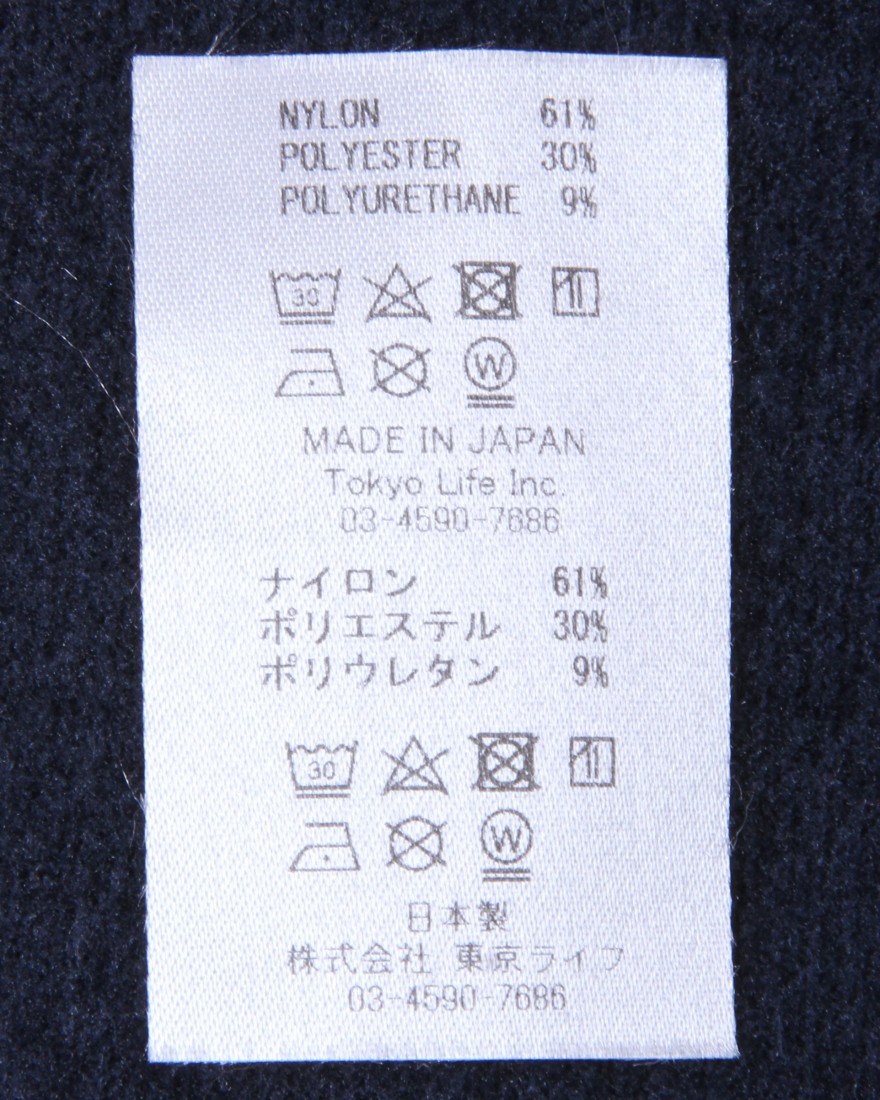 NYLON 61%
POLYESTER 30%
POLYURETHANE 9%
30
W
MADE IN JAPAN
Tokyo Life Inc.
03-4590-7686
ナイロン 61%
ポリエステル 30%
ポリウレタン 9%
30
W
日本製
株式会社 東京ライフ
03-4590-7686